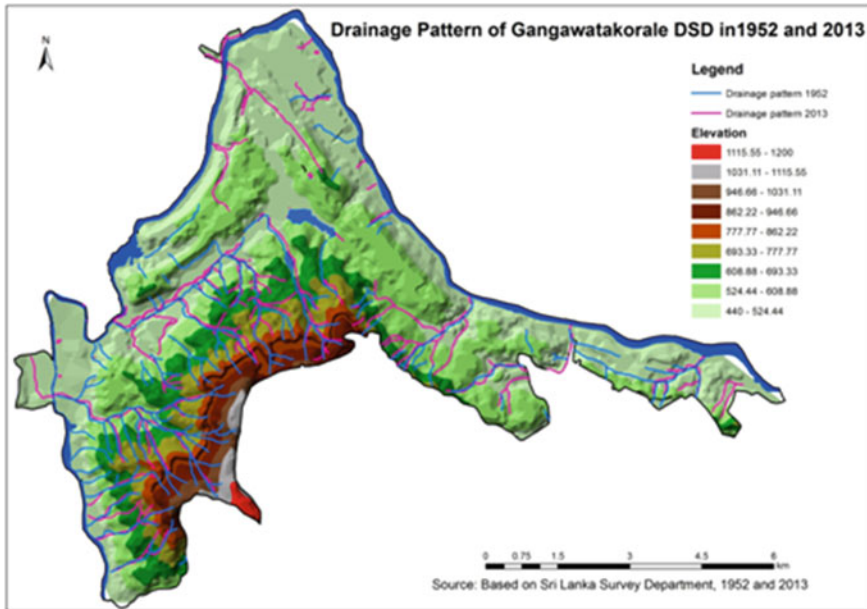 Drainage Pattern of Gangawatakorale DSD in1952 and 2013
N
Legend
Drainage pattern 1952
Drainage pattern 2013
Elevation
1115.55 - 1200
1031.11 - 1115.55
946.66 - 1031.11
862.22 - 946.66
777.77 - 862.22
693.33 - 777.77
608.88 - 693.33
524.44 - 608.88
440 - 524.44
0 0.75 1.5 3 4.5 6
km
Source: Based on Sri Lanka Survey Department, 1952 and 2013